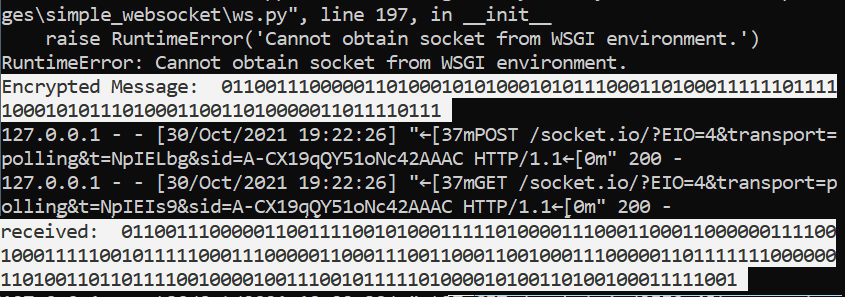 ges\simple_websocket\ws.py", line 197, in __init__
    raise RuntimeError('Cannot obtain socket from WSGI environment.')
RuntimeError: Cannot obtain socket from WSGI environment.
Encrypted Message:  01100111000001101000101010001010111000110100011111101111
1000101011101000110011010000011011110111
127.0.0.1 - - [30/Oct/2021 19:22:26] "←[37mPOST /socket.io/?EIO=4&transport=
polling&t=NpIELbg&sid=A-CX19qQY51oNc42AAAC HTTP/1.1←[0m" 200 -
127.0.0.1 - - [30/Oct/2021 19:22:26] "←[37mGET /socket.io/?EIO=4&transport=p
olling&t=NpIEIs9&sid=A-CX19qQY51oNc42AAAC HTTP/1.1←[0m" 200 -
received:  011001110000011001111001010001111110100001110001100011000000111100
1000111110010111110001110000011000111001100011001000111000001101111111000000
1101001101101111001000010011100101111101000010100110100100011111001